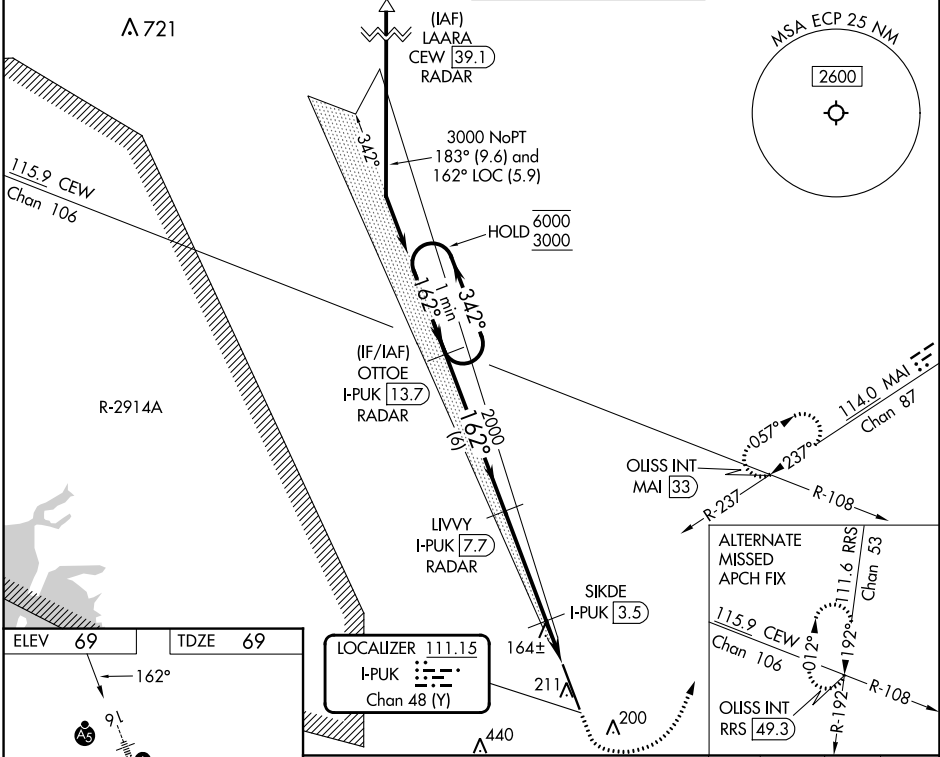 721
(IAF)
LAARA
CEW 39.1
RADAR
MSA ECP 25 NM
2600
342°
3000 NoPT
183° (9.6) and
162° LOC (5.9)
115.9 CEW
Chan 106
HOLD 6000
3000
162°
1 min
342°
(IF/IAF)
OTTOE
I-PUK 13.7
RADAR
R-2914A
2000
162°
(6)
114.0 MAI
Chan 87
057°
237°
OLISS INT
MAI 33
R-237
R-108
LIVVY
I-PUK 7.7
RADAR
SIKDE
I-PUK 3.5
ALTERNATE
MISSED
APCH FIX
111.6 RRS
Chan 53
115.9 CEW
Chan 106
012°
192°
R-108
OLISS INT
RRS 49.3
R-192
ELEV 69
TDZE 69
162°
16
A5
LOCALIZER 111.15
I-PUK
Chan 48 (Y)
164±
211
200
440